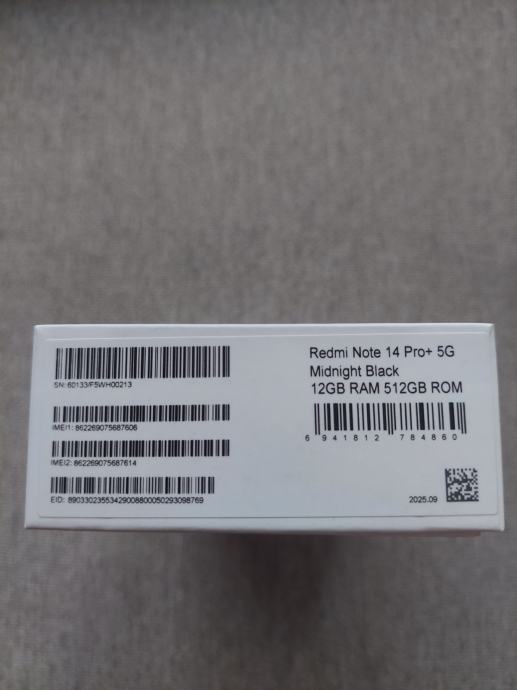 SN: 60133/F5WH00213
IMEI1: 862269075687606
IMEI2: 862269075687614
EID: 89033023553429008800050293098769
Redmi Note 14 Pro+ 5G
Midnight Black
12GB RAM 512GB ROM
6 941812 784860
2025.09